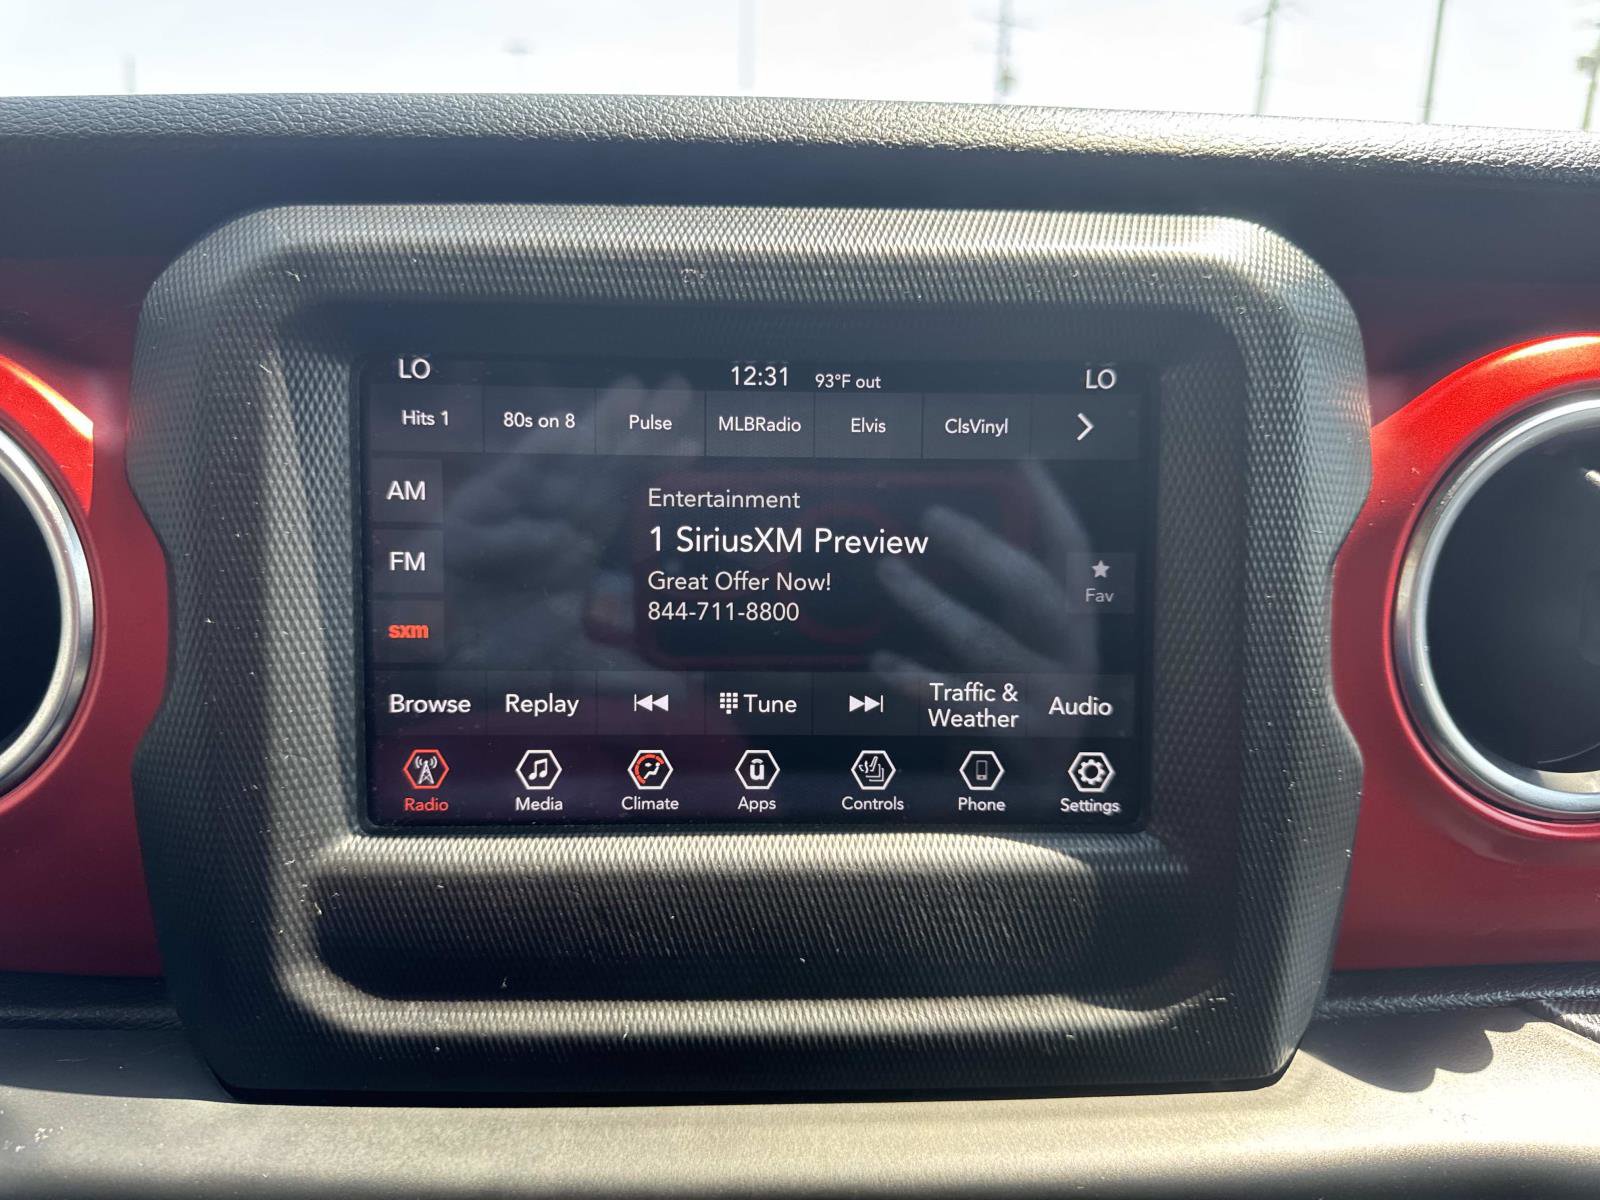 LO 12:31 93°F out LO
Hits 1 80s on 8 Pulse MLBRadio Elvis ClsVinyl
AM
Entertainment
1 SiriusXM Preview
FM
Great Offer Now!
Fav
844-711-8800
sxm
Browse Replay Tune Traffic & Weather Audio
Radio Media Climate Apps Controls Phone Settings